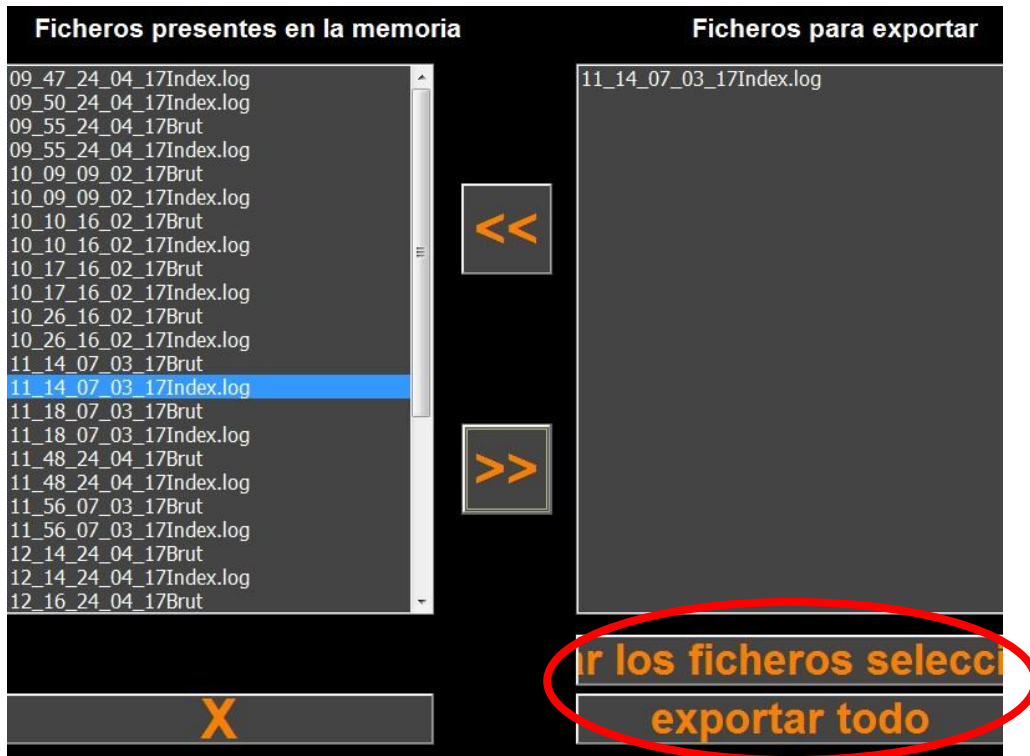 Ficheros presentes en la memoria
09_47_24_04_17Index.log
09_50_24_04_17Index.log
09_55_24_04_17Brut
09_55_24_04_17Index.log
10_09_09_02_17Brut
10_09_09_02_17Index.log
10_10_16_02_17Brut
10_10_16_02_17Index.log
10_17_16_02_17Brut
10_17_16_02_17Index.log
10_26_16_02_17Brut
10_26_16_02_17Index.log
11_14_07_03_17Brut
11_14_07_03_17Index.log
11_18_07_03_17Brut
11_18_07_03_17Index.log
11_48_24_04_17Brut
11_48_24_04_17Index.log
11_56_07_03_17Brut
11_56_07_03_17Index.log
12_14_24_04_17Brut
12_14_24_04_17Index.log
12_16_24_04_17Brut
X
<<
>>
Ficheros para exportar
11_14_07_03_17Index.log
r los ficheros selecci
exportar todo